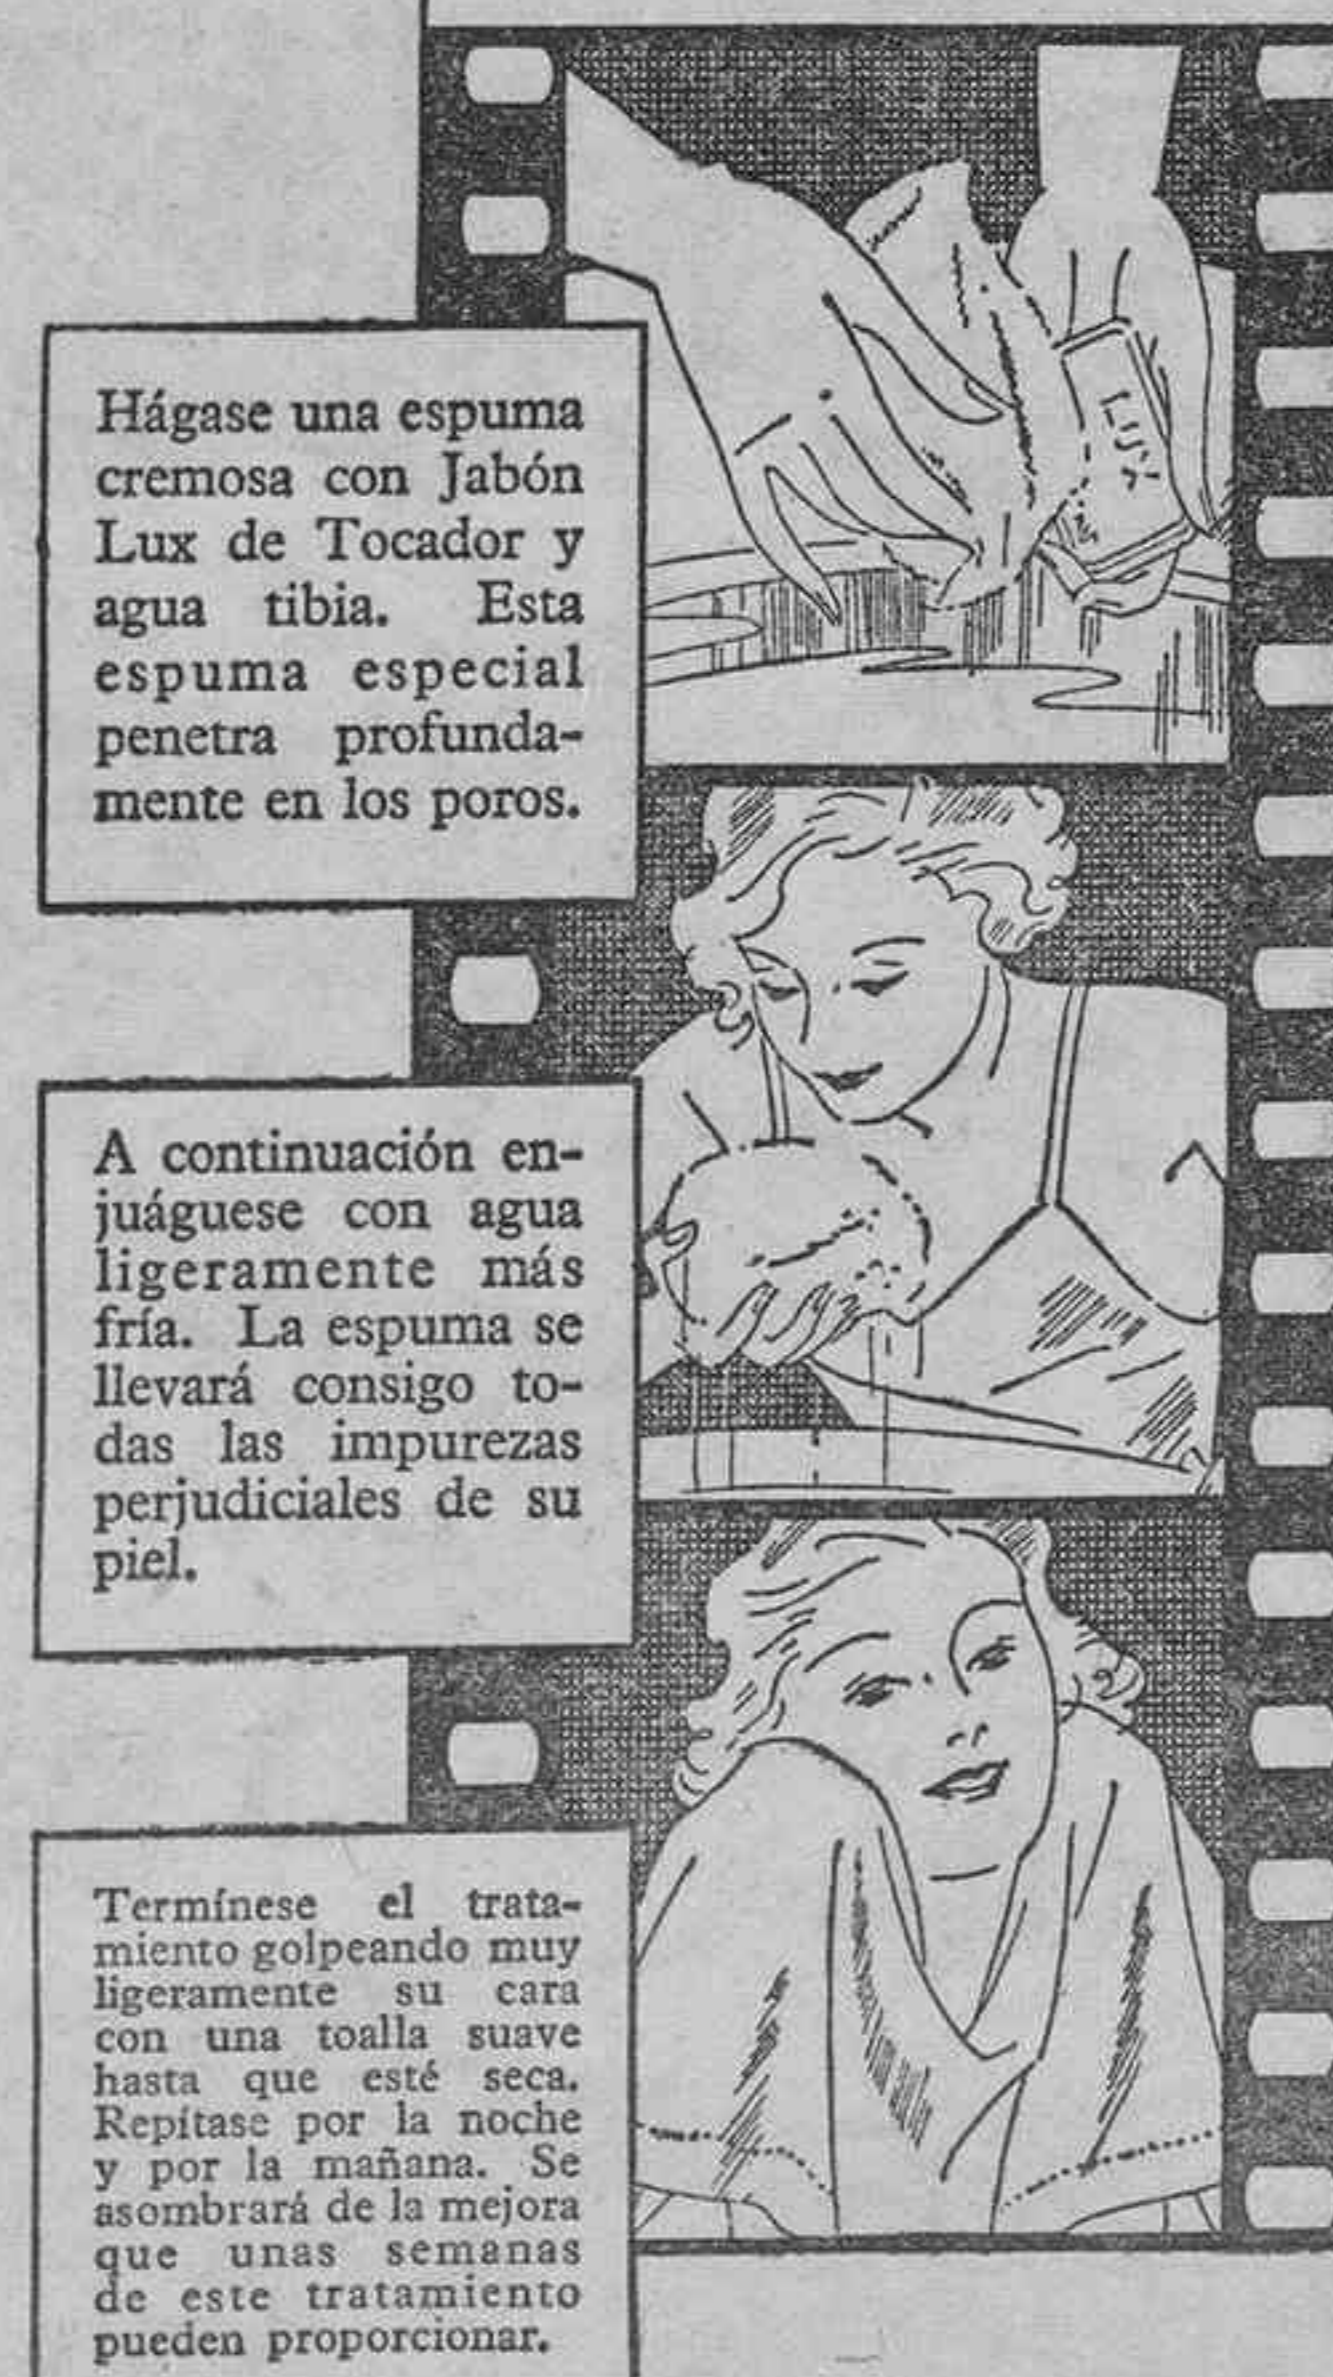 LUX
Hágase una espuma
cremosa con Jabón
Lux de Tocador y
agua tibia. Esta
espuma especial
penetra profunda-
mente en los poros.
A continuación en-
juáguese con agua
ligeramente más
fría. La espuma se
llevará consigo to-
das las impurezas
perjudiciales de su
piel.
Termínese el trata-
miento golpeando muy
ligeramente su cara
con una toalla suave
hasta que esté seca.
Repítase por la noche
y por la mañana. Se
asombrará de la mejora
que unas semanas
de este tratamiento
pueden proporcionar.